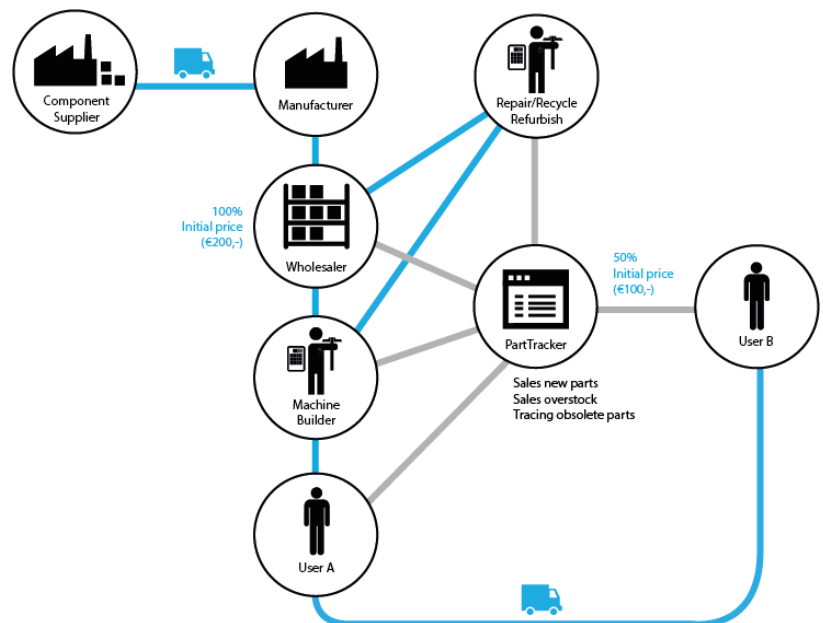 Component
Supplier
Manufacturer
Repair/Recycle
Refurbish
100%
Initial price
(€200,-)
Wholesaler
50%
Initial price
(€100,-)
PartTracker
User B
Sales new parts
Sales overstock
Tracing obsolete parts
Machine
Builder
User A